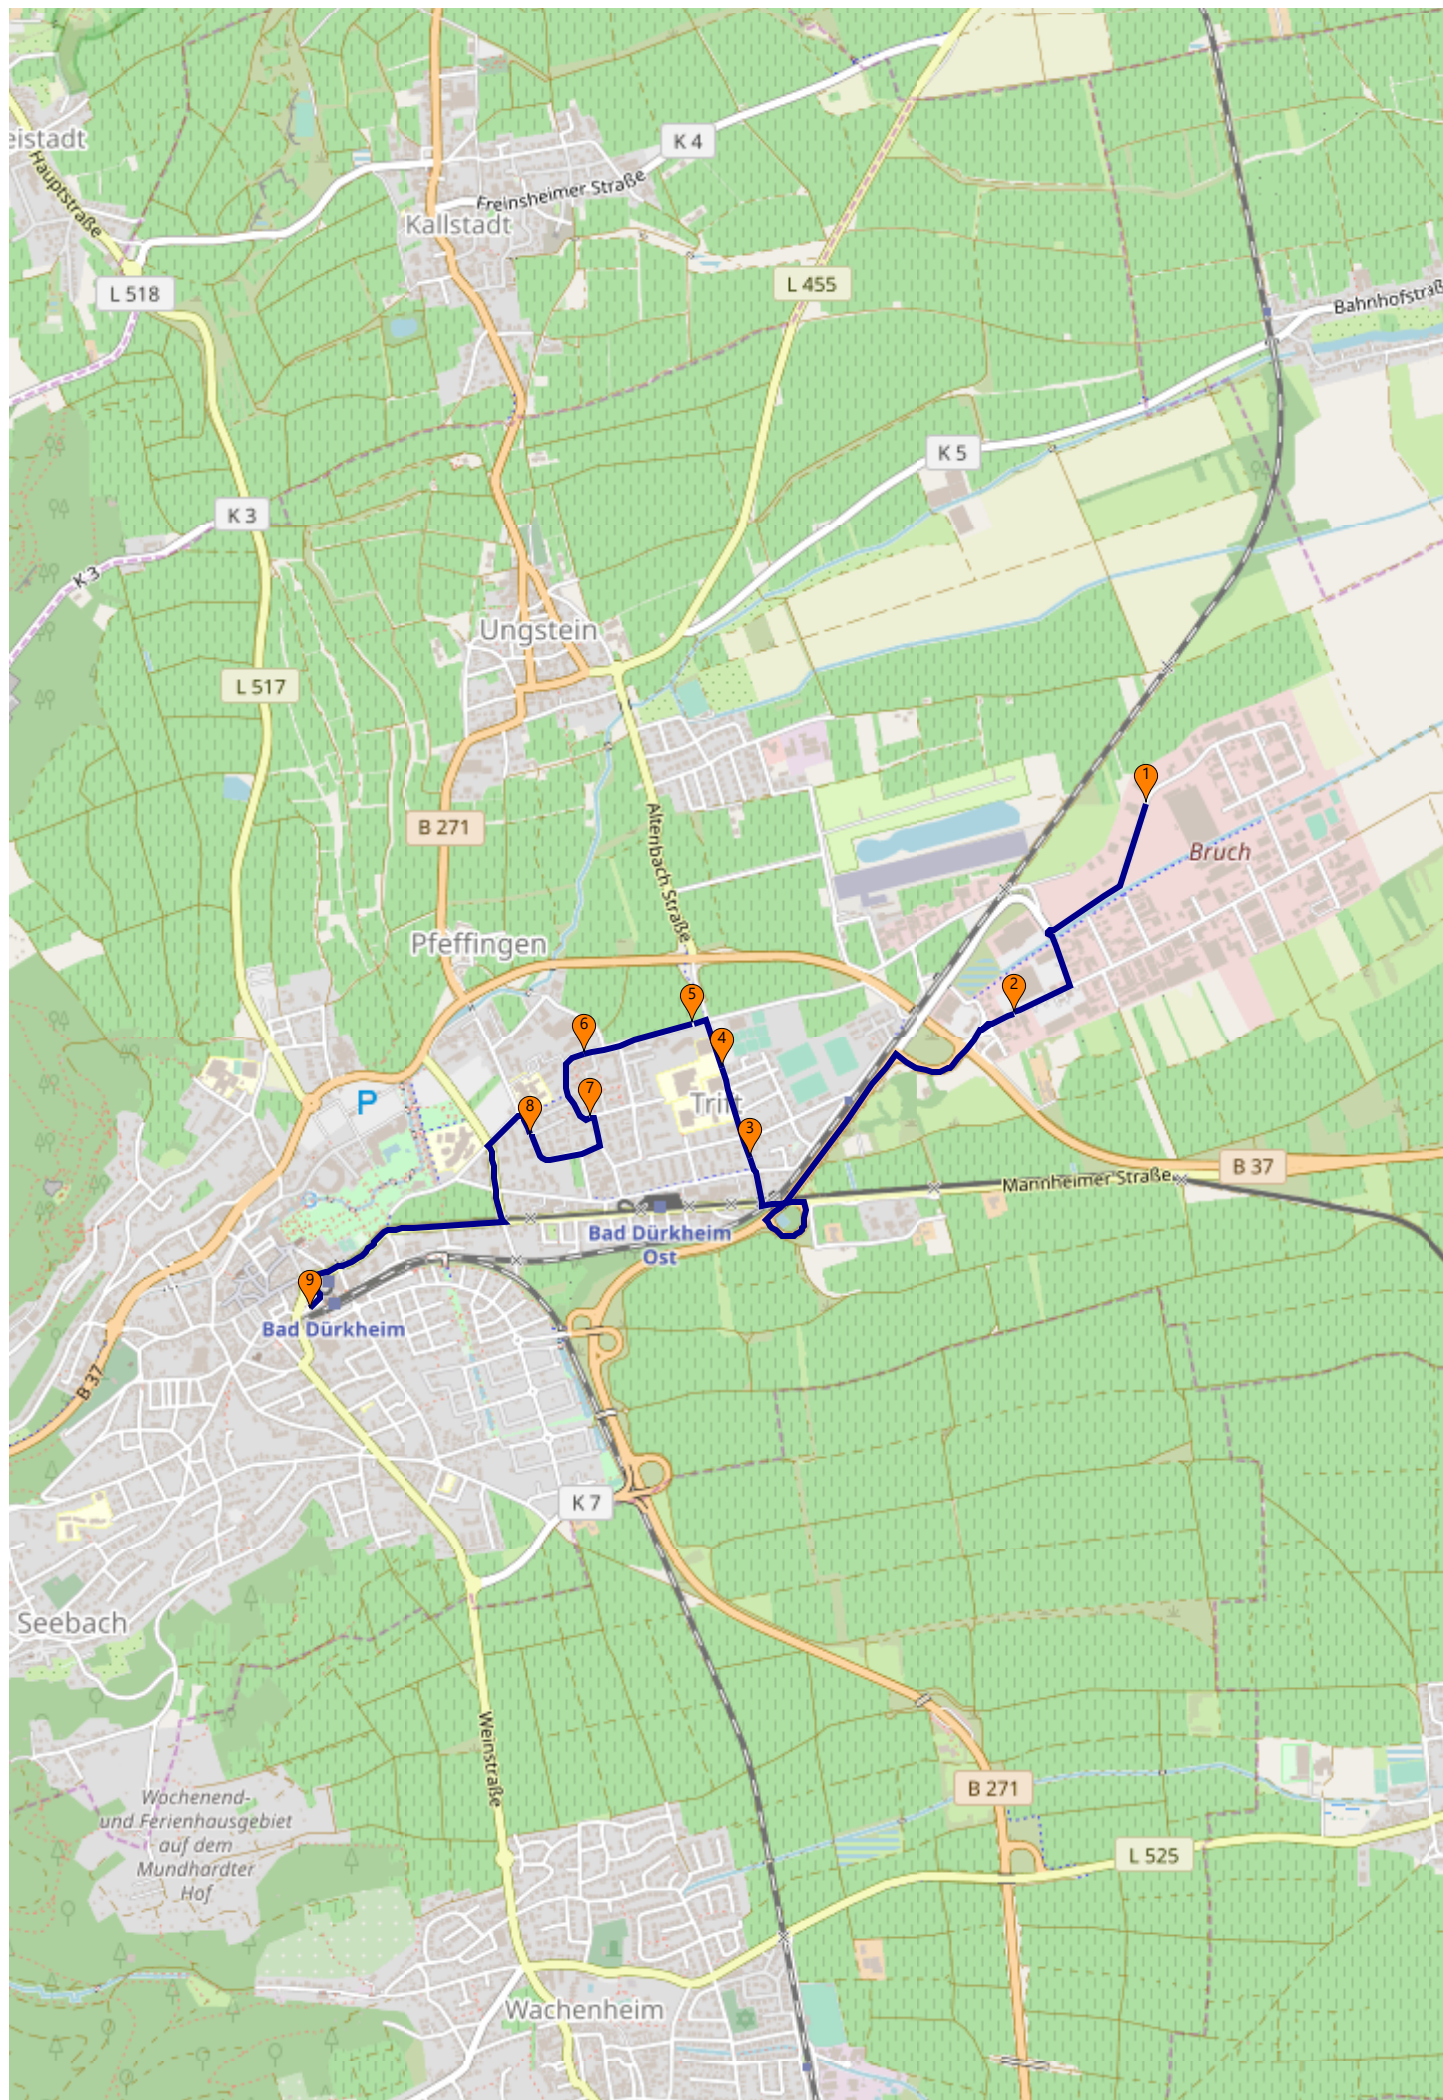 eistadt
Hauptstraße
K 4
Freinsheimer Straße
Kallstadt
L 518
L 455
Bahnhofstraß
K 5
K 3
K 3
Ungstein
L 517
1
B 271
Altenbach Straße
Bruch
Pfeffingen
2
5
6
4
P
7
Trift
8
3
B 37
Mannheimer Straße
Bad Dürkheim
Ost
9
Bad Dürkheim
B 37
K 7
Seebach
Weinstraße
Wochenend-
und Ferienhausgebiet
auf dem
Mundhardter
Hof
B 271
L 525
Wachenheim